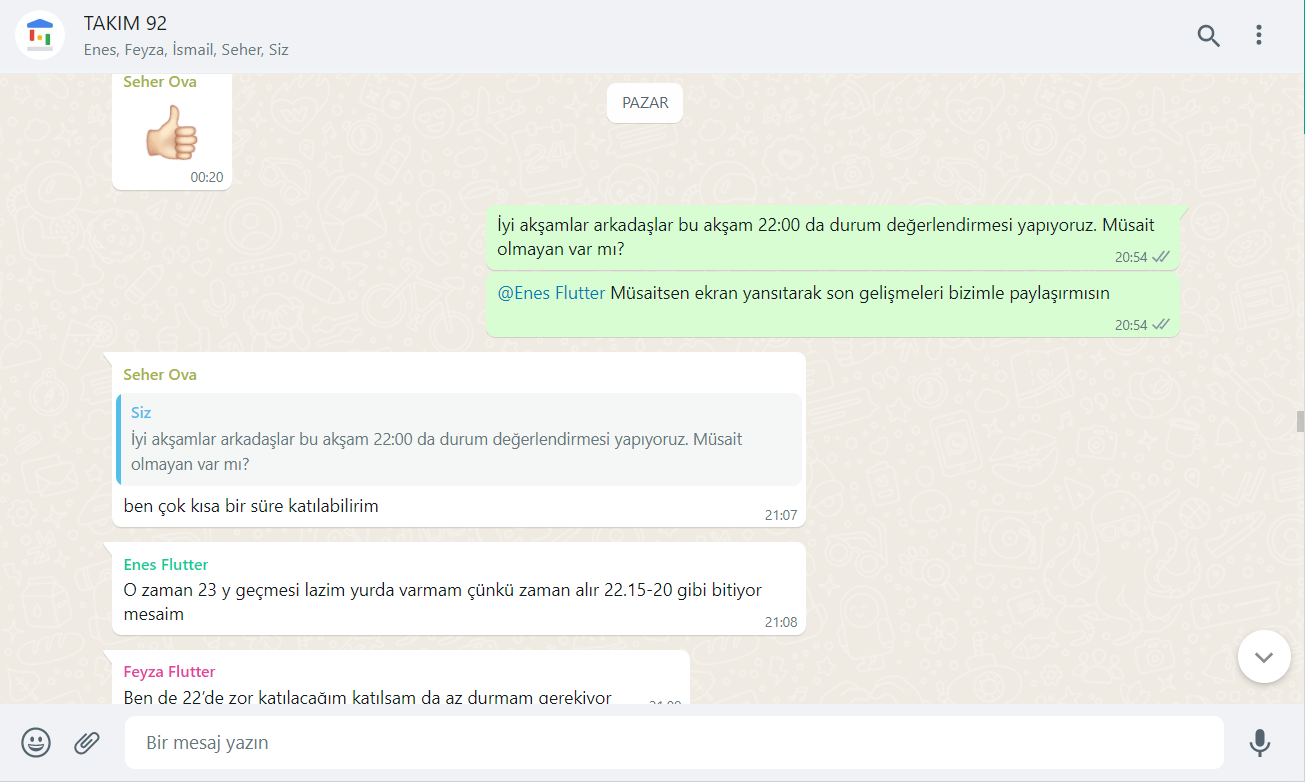 TAKIM 92
Enes, Feyza, İsmail, Seher, Siz
Seher Ova
00:20
PAZAR
İyi akşamlar arkadaşlar bu akşam 22:00 da durum değerlendirmesi yapıyoruz. Müsait
olmayan var mı?
20:54
@Enes Flutter Müsaitsen ekran yansıtarak son gelişmeleri bizimle paylaşırmısın
20:54
Seher Ova
Siz
İyi akşamlar arkadaşlar bu akşam 22:00 da durum değerlendirmesi yapıyoruz. Müsait
olmayan var mı?
ben çok kısa bir süre katılabilirim
21:07
Enes Flutter
O zaman 23 y geçmesi lazim yurda varmam çünkü zaman alır 22.15-20 gibi bitiyor
mesaim
21:08
Feyza Flutter
Ben de 22’de zor katılacağım katılsam da az durmam gerekiyor
Bir mesaj yazın